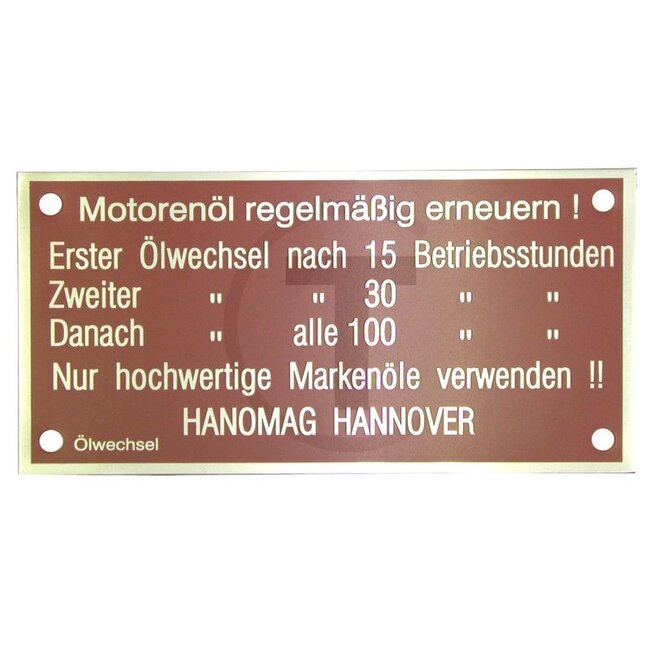 Motorenöl regelmäßig erneuern !
Erster Ölwechsel nach 15 Betriebsstunden
Zweiter " " 30 " "
Danach " alle 100 " "
Nur hochwertige Markenöle verwenden !!
HANOMAG HANNOVER
Ölwechsel
T